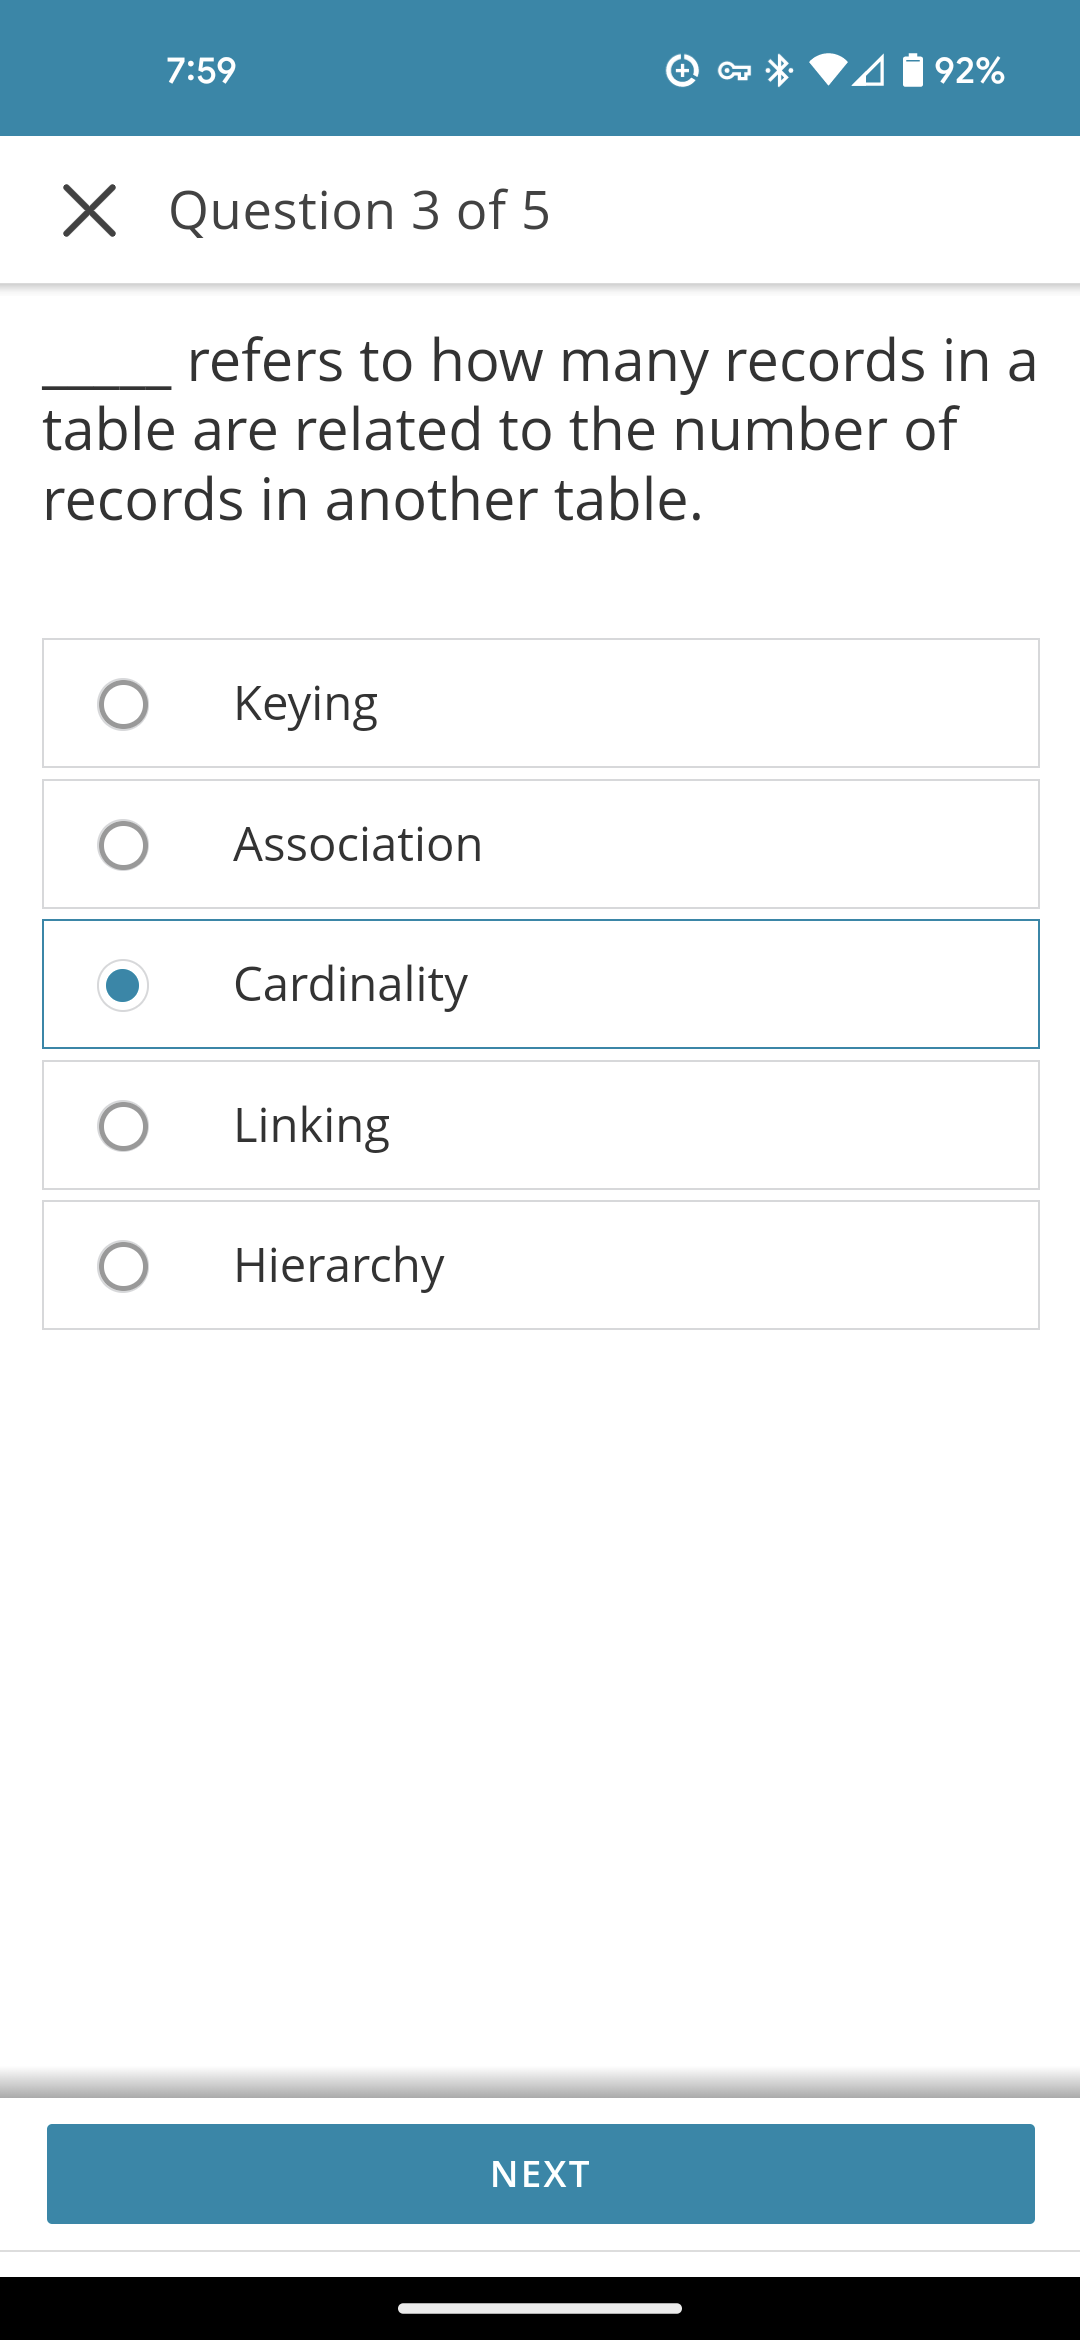 7:59
92%
Question 3 of 5
_____ refers to how many records in a
table are related to the number of
records in another table.
Keying
Association
Cardinality
Linking
Hierarchy
NEXT